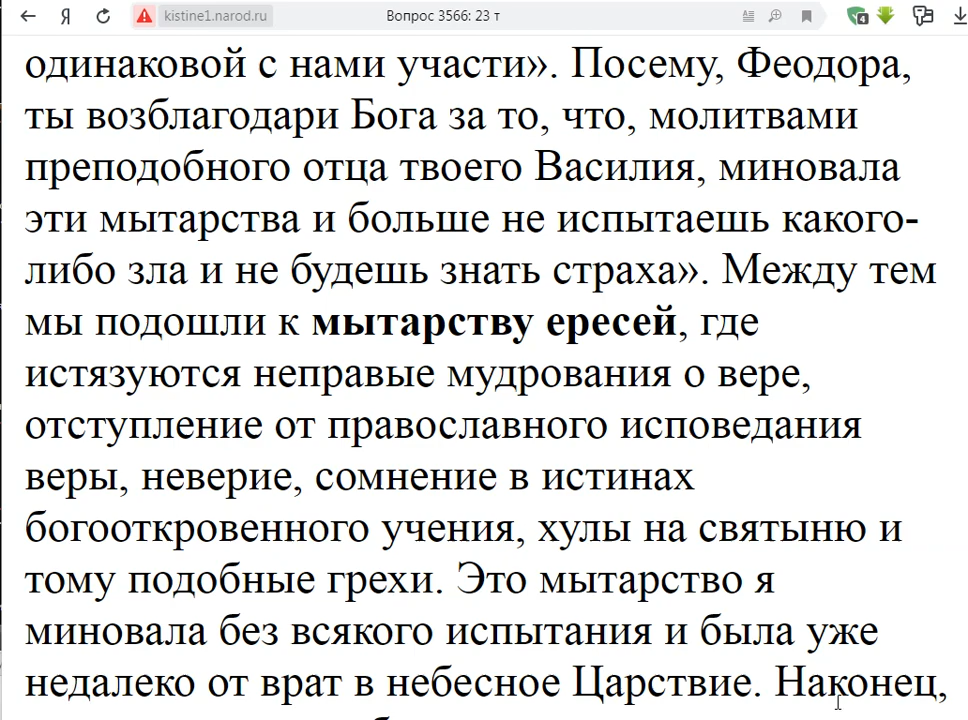 Я kistine1.narod.ru Вопрос 3566: 23 т 4
одинаковой с нами участи». Посему, Феодора,
ты возблагодари Бога за то, что, молитвами
преподобного отца твоего Василия, миновала
эти мытарства и больше не испытаешь какого-
либо зла и не будешь знать страха». Между тем
мы подошли к мытарству ересей, где
истязуются неправые мудрования о вере,
отступление от православного исповедания
веры, неверие, сомнение в истинах
богооткровенного учения, хулы на святыню и
тому подобные грехи. Это мытарство я
миновала без всякого испытания и была уже
недалеко от врат в небесное Царствие. Наконец,